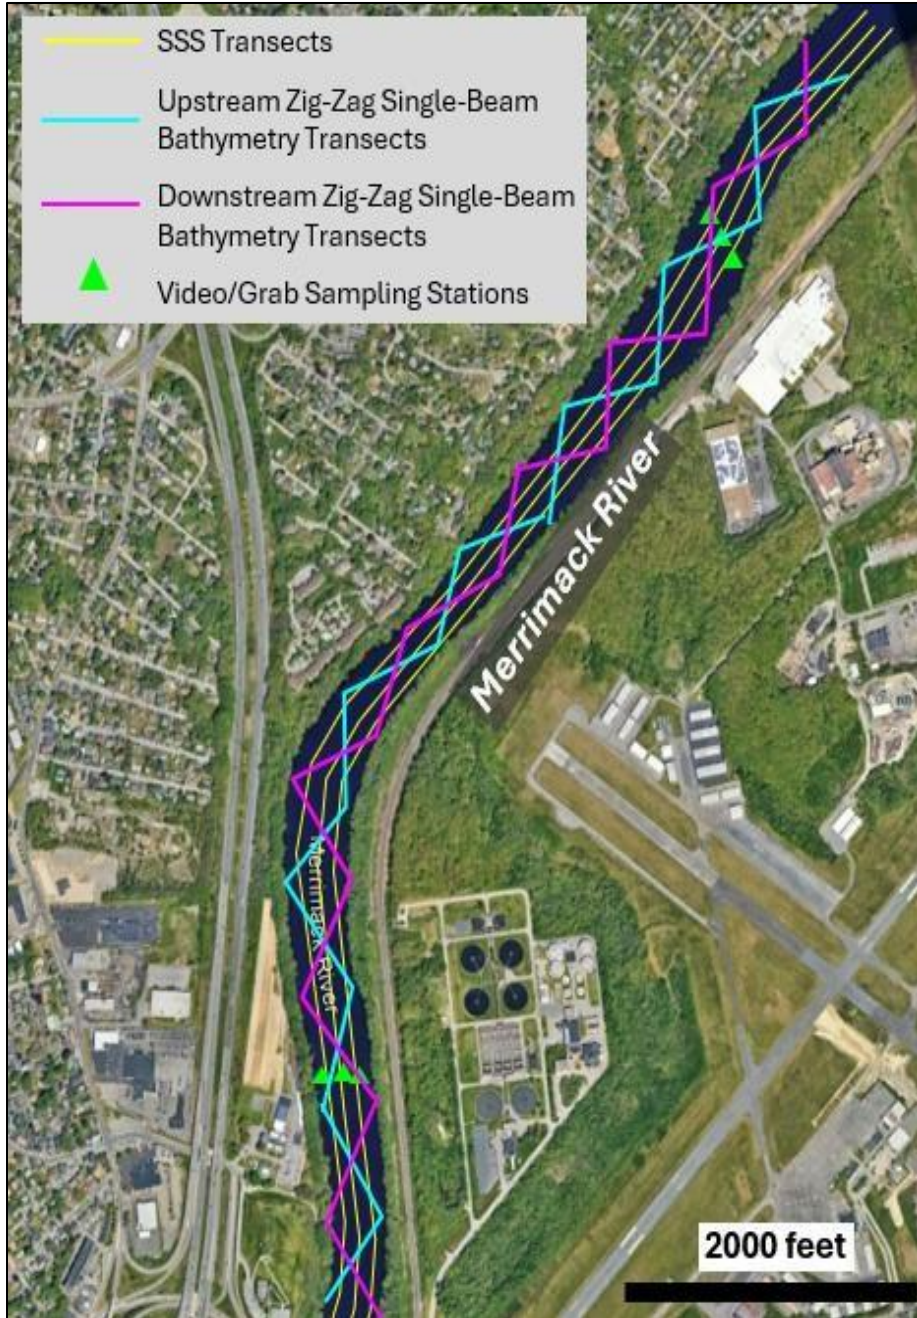 SSS Transects
Upstream Zig-Zag Single-Beam
Bathymetry Transects
Downstream Zig-Zag Single-Beam
Bathymetry Transects
Video/Grab Sampling Stations
Merrimack River
Merrimack River
2000 feet